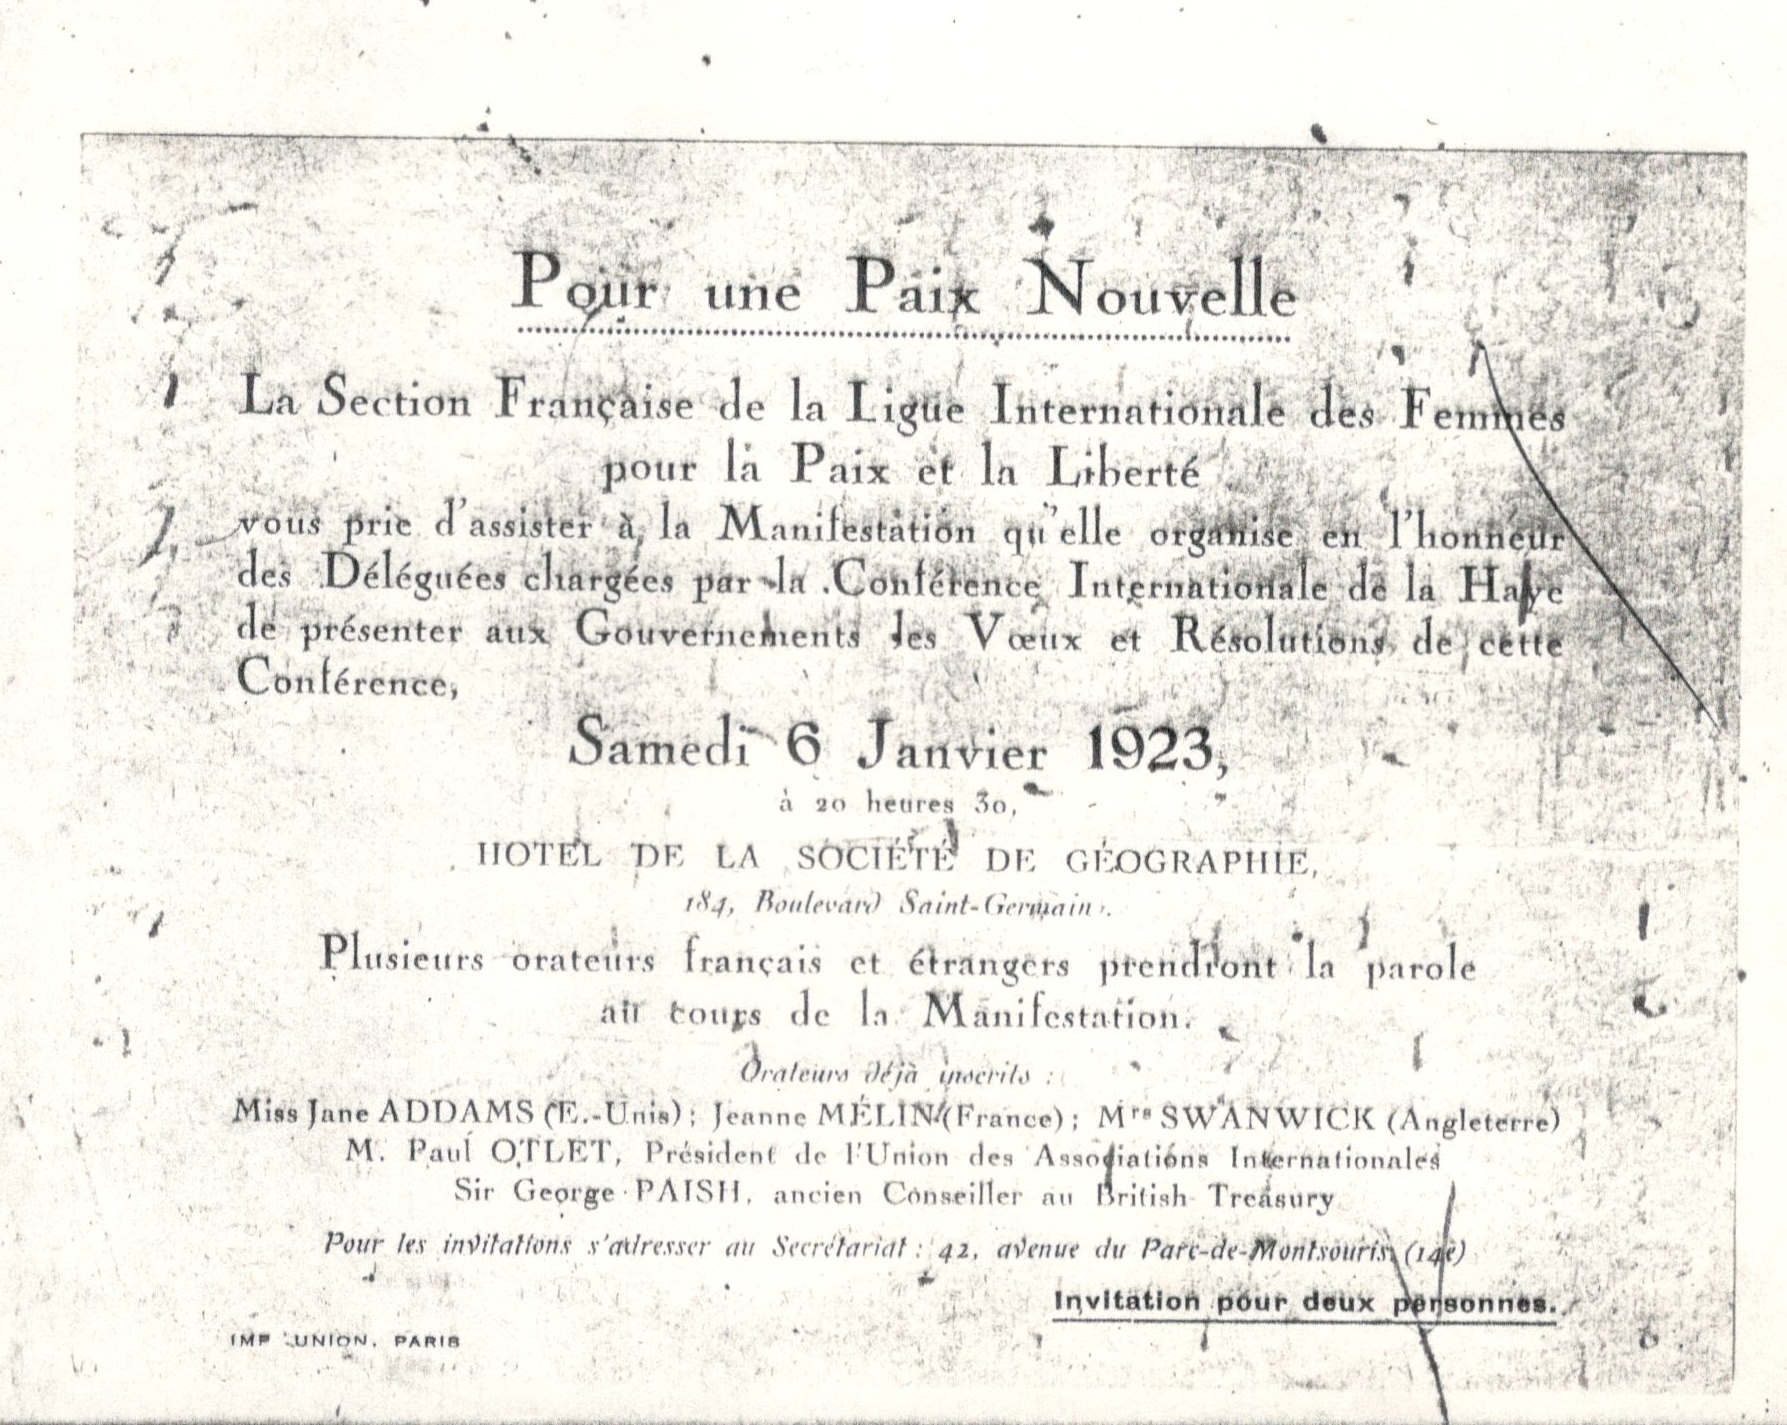 Pour une Paix Nouvelle
La Section Française de la Ligue Internationale des Femmes
pour la Paix et la Liberté
vous prie d'assister à la Manifestation qu'elle organise en l'honneur
des Déléguées chargées par la Conférence Internationale de la Haye
de présenter aux Gouvernements les Vœux et Résolutions de cette
Conférence,
Samedi 6 Janvier 1923,
à 20 heures 30,
HOTEL DE LA SOCIÉTÉ DE GÉOGRAPHIE,
184, Boulevard Saint-Germain.
Plusieurs orateurs français et étrangers prendront la parole
au cours de la Manifestation.
Orateurs déjà inscrits :
Miss Jane ADDAMS (E.-Unis); Jeanne MÉLIN (France); Mrs SWANWICK (Angleterre)
M. Paul OTLET, Président de l'Union des Associations Internationales
Sir George PAISH, ancien Conseiller au British Treasury
Pour les invitations s'adresser au Secrétariat : 42, avenue du Parc-de-Montsouris (14e)
Invitation pour deux personnes.
IMP. UNION, PARIS